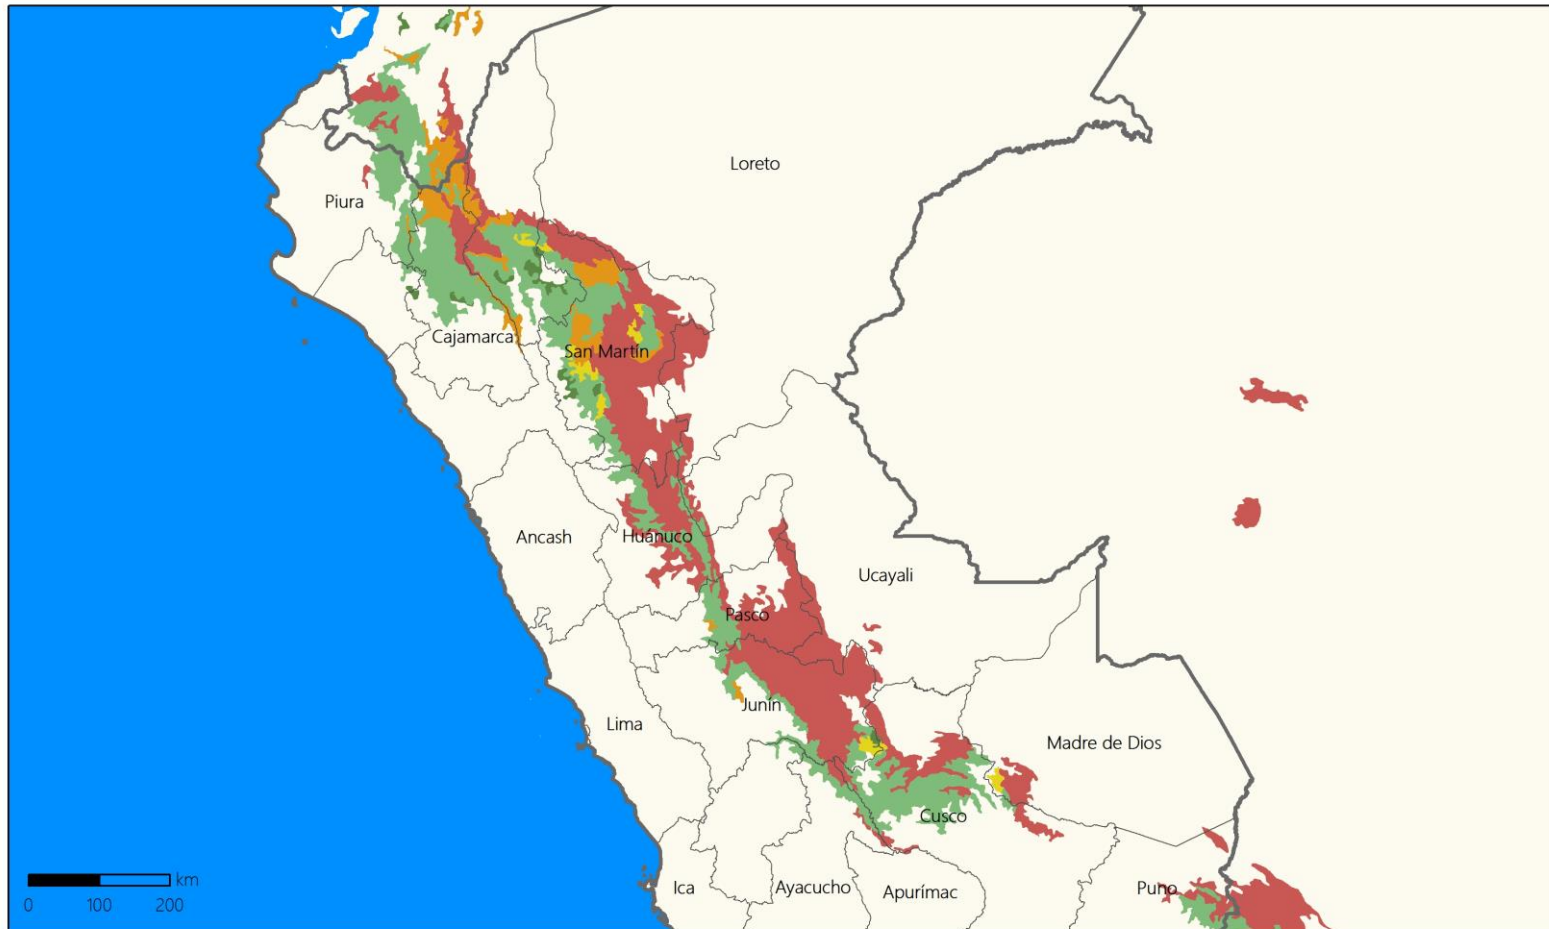 Loreto
Piura
Cajamarca
San Martín
Ancash
Huánuco
Ucayali
Pasco
Junín
Lima
Madre de Dios
Cusco
Ica
Ayacucho
Apurímac
Puno
km
0 100 200